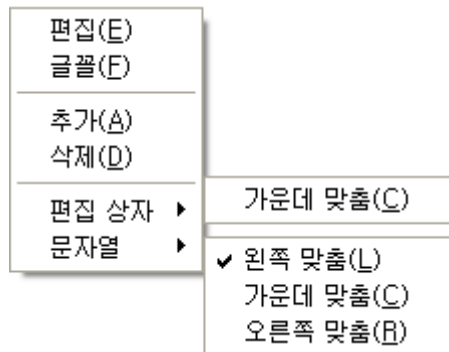 편집(E)
글꼴(F)
추가(A)
삭제(D)
편집 상자
문자열
가운데 맞춤(C)
왼쪽 맞춤(L)
가운데 맞춤(C)
오른쪽 맞춤(R)